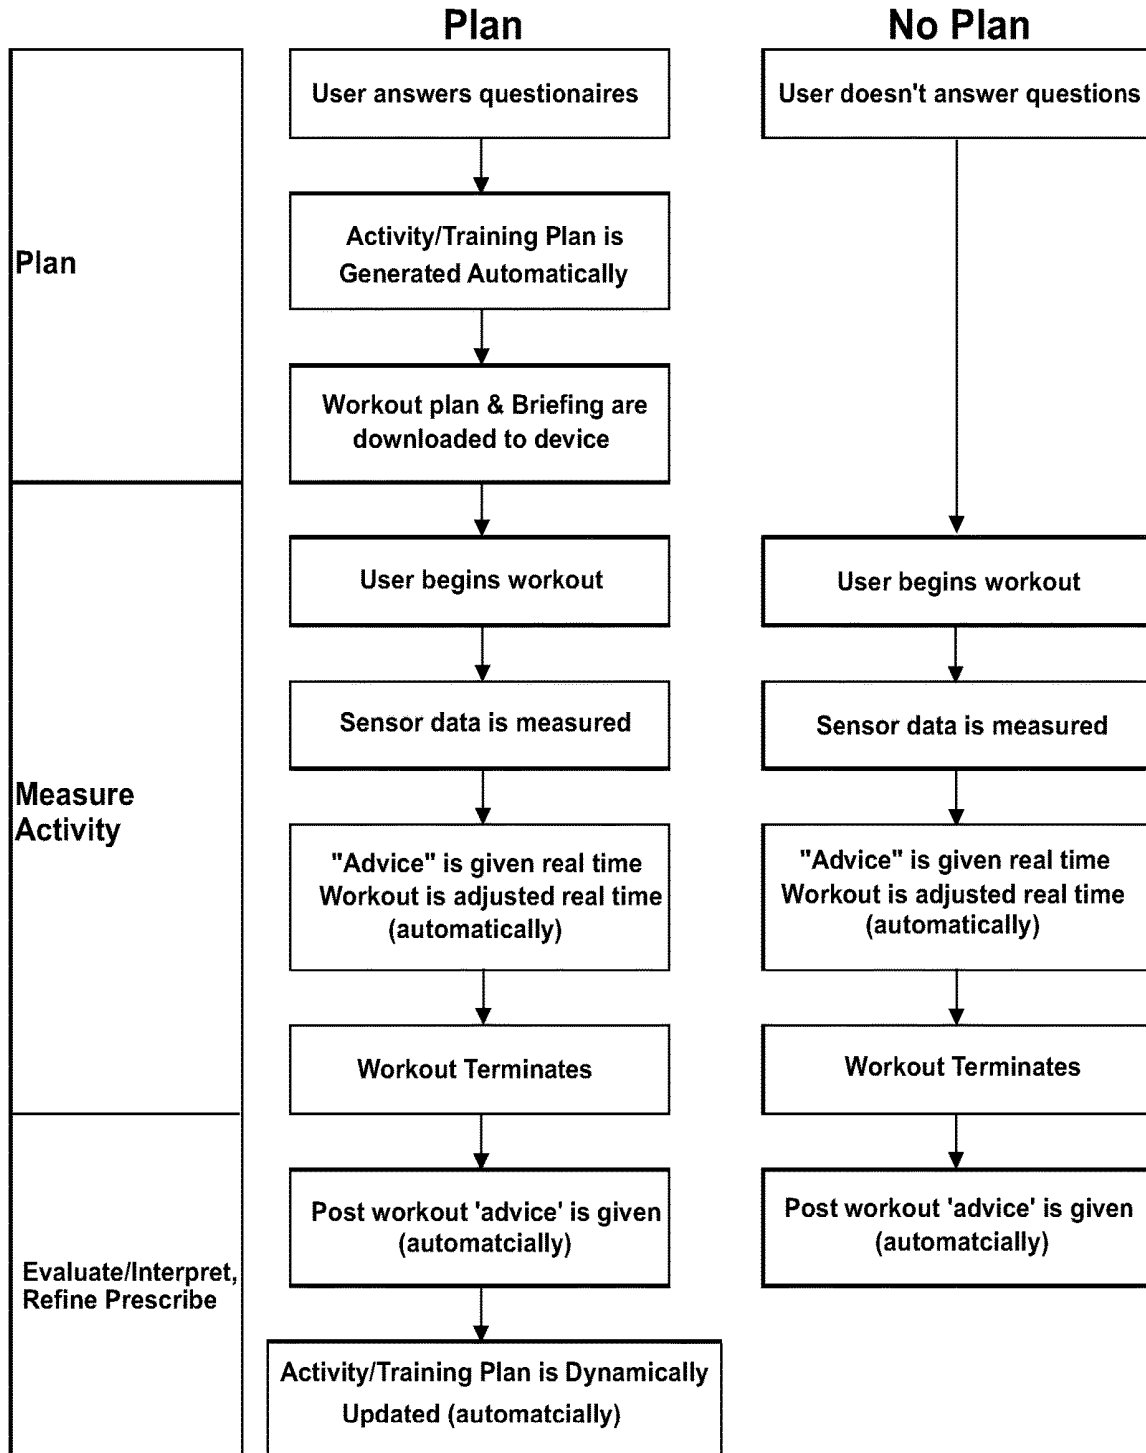 Plan
No Plan
Plan
User answers questionaires
Activity/Training Plan is
Generated Automatically
Workout plan & Briefing are
downloaded to device
User doesn't answer questions
Measure
Activity
User begins workout
Sensor data is measured
"Advice" is given real time
Workout is adjusted real time
(automatically)
Workout Terminates
User begins workout
Sensor data is measured
"Advice" is given real time
Workout is adjusted real time
(automatically)
Workout Terminates
Evaluate/Interpret,
Refine Prescribe
Post workout 'advice' is given
(automatcially)
Activity/Training Plan is Dynamically
Updated (automatcially)
Post workout 'advice' is given
(automatcially)